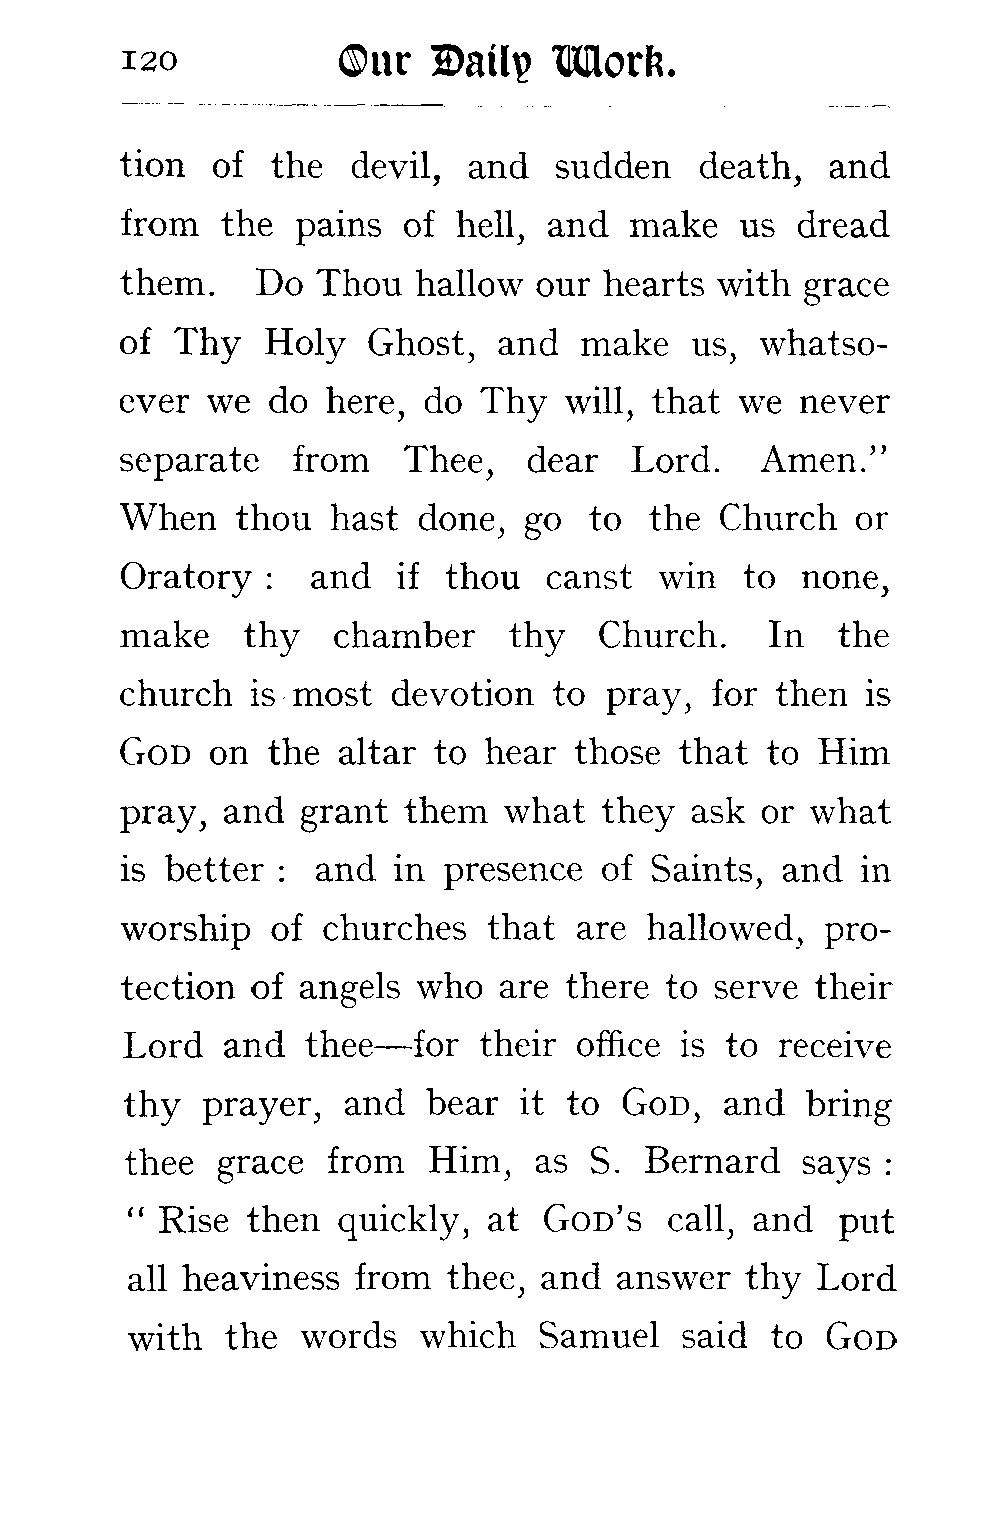 120 Our Daily Work.
tion of the devil, and sudden death, and
from the pains of hell, and make us dread
them. Do Thou hallow our hearts with grace
of Thy Holy Ghost, and make us, whatso-
ever we do here, do Thy will, that we never
separate from Thee, dear Lord. Amen.”
When thou hast done, go to the Church or
Oratory : and if thou canst win to none,
make thy chamber thy Church. In the
church is most devotion to pray, for then is
GOD on the altar to hear those that to Him
pray, and grant them what they ask or what
is better : and in presence of Saints, and in
worship of churches that are hallowed, pro-
tection of angels who are there to serve their
Lord and thee—for their office is to receive
thy prayer, and bear it to GOD, and bring
thee grace from Him, as S. Bernard says :
“ Rise then quickly, at GOD’S call, and put
all heaviness from thee, and answer thy Lord
with the words which Samuel said to GOD